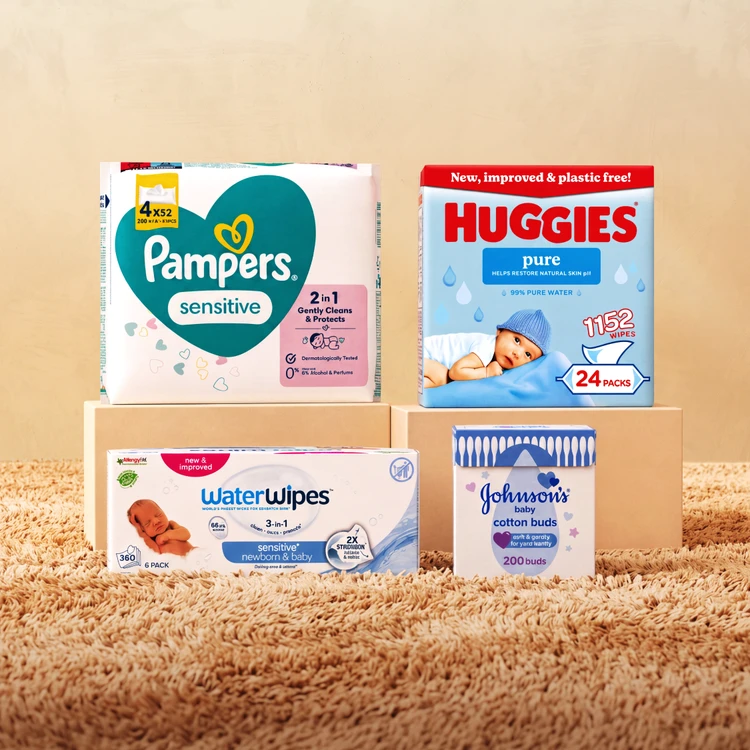 4x52
Pampers®
sensitive
2 in 1
Gently Cleans
& Protects
Dermatologically Tested
0%
Alcohol & Perfume
New, improved & plastic free!
HUGGIES®
pure
HELPS RESTORE NATURAL SKIN pH
99% PURE WATER
1152
WIPES
24 PACKS
new &
improved
WaterWipes™
3-in-1
sensitive+
newborn & baby
2X
360
6 PACK
Johnson's®
baby
cotton buds
200 buds